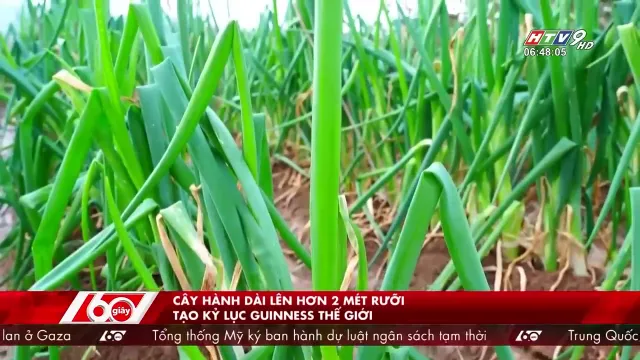 HTV9 HD
06:48:05
60 giây
CÂY HÀNH DÀI LÊN HƠN 2 MÉT RƯỠI
TẠO KỶ LỤC GUINNESS THẾ GIỚI
lan ở Gaza Tổng thống Mỹ ký ban hành dự luật ngân sách tạm thời Trung Quốc